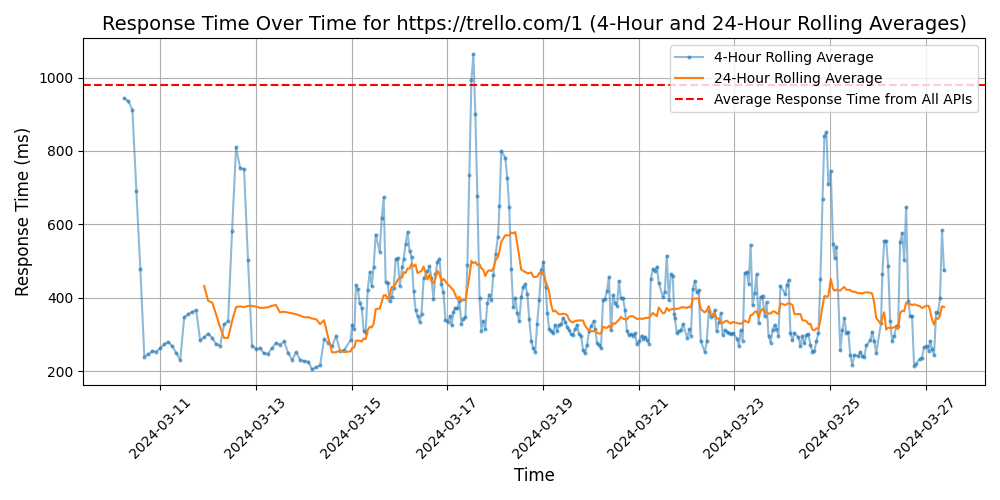 Response Time Over Time for https://trello.com/1 (4-Hour and 24-Hour Rolling Averages)
4-Hour Rolling Average
24-Hour Rolling Average
Average Response Time from All APIs
Response Time (ms)
1000
800
600
400
200
2024-03-11
2024-03-13
2024-03-15
2024-03-17
2024-03-19
2024-03-21
2024-03-23
2024-03-25
2024-03-27
Time